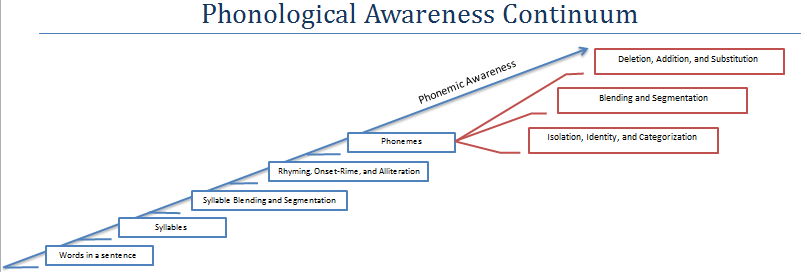 Phonological Awareness Continuum
Deletion, Addition, and Substitution
Phonemic Awareness
Blending and Segmentation
Phonemes
Isolation, Identity, and Categorization
Rhyming, Onset-Rime, and Alliteration
Syllable Blending and Segmentation
Syllables
Words in a sentence